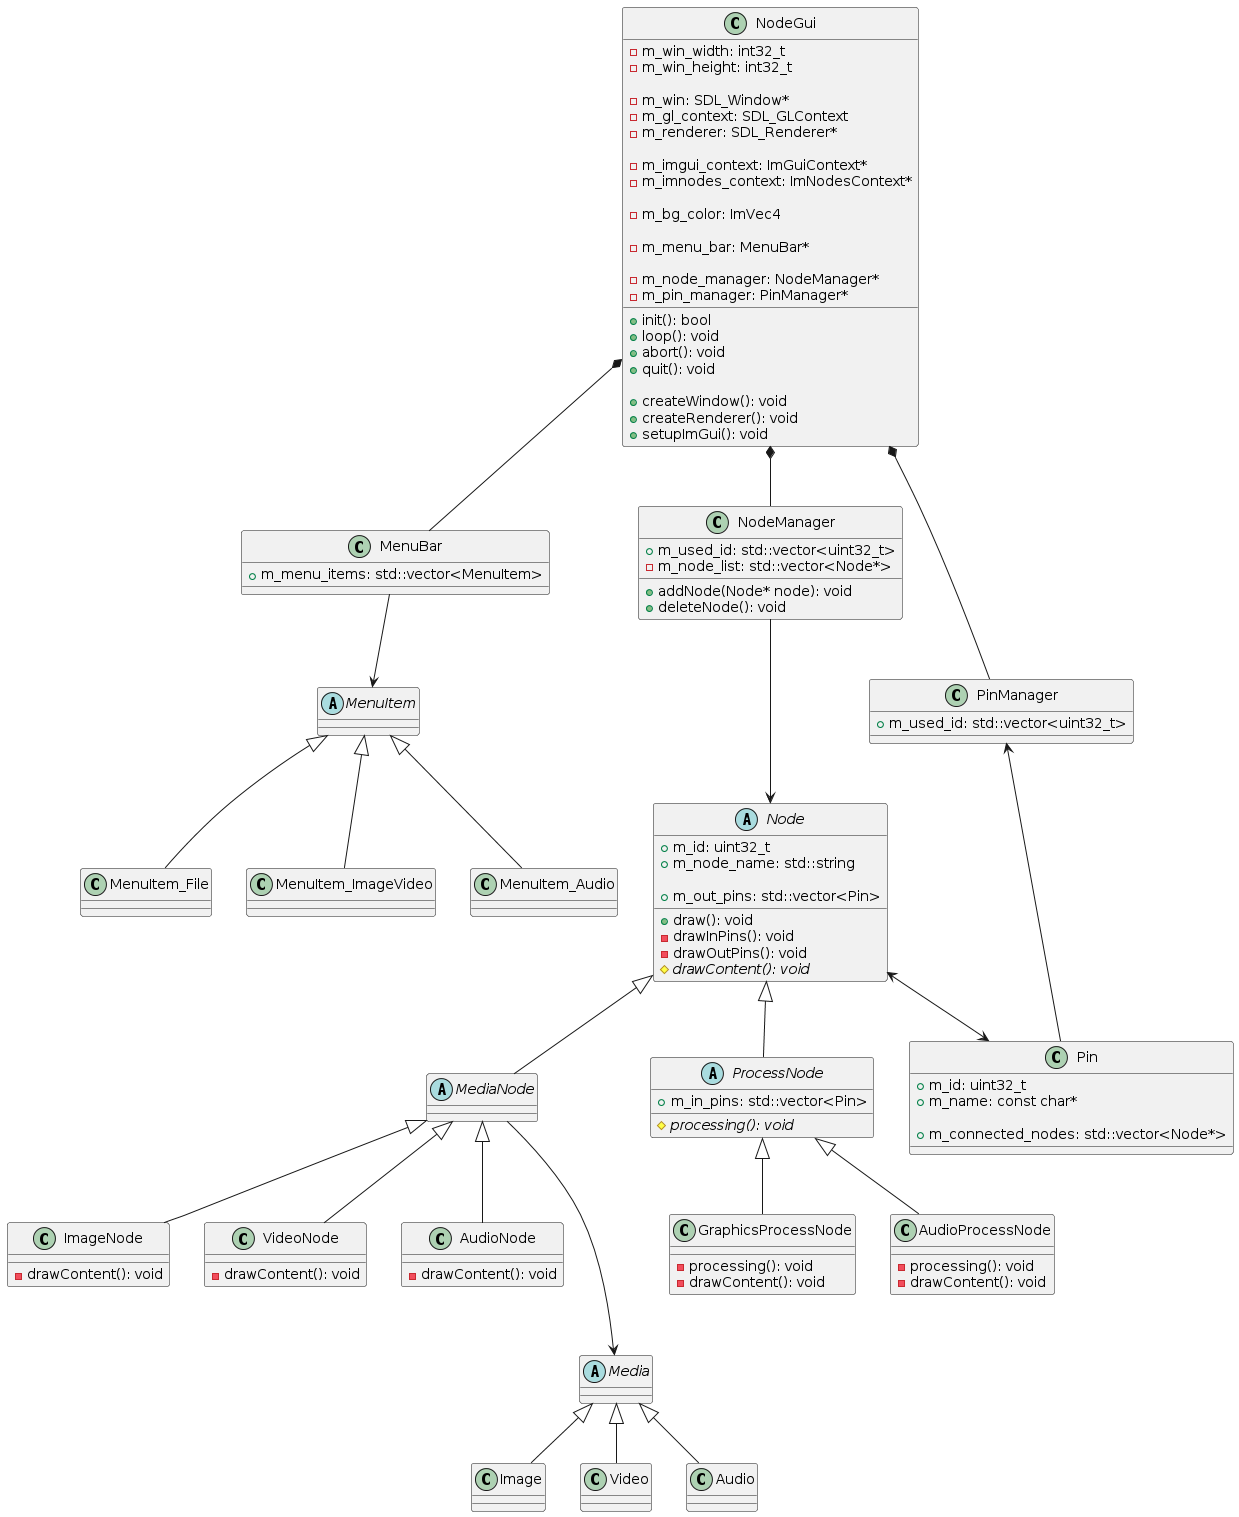 C NodeGui
m_win_width: int32_t
m_win_height: int32_t
m_win: SDL_Window*
m_gl_context: SDL_GLContext
m_renderer: SDL_Renderer*
m_imgui_context: ImGuiContext*
m_imnodes_context: ImNodesContext*
m_bg_color: ImVec4
m_menu_bar: MenuBar*
m_node_manager: NodeManager*
m_pin_manager: PinManager*
init(): bool
loop(): void
abort(): void
quit(): void
createWindow(): void
createRenderer(): void
setupImGui(): void
C MenuBar
m_menu_items: std::vector<MenuItem>
C NodeManager
m_used_id: std::vector<uint32_t>
m_node_list: std::vector<Node*>
addNode(Node* node): void
deleteNode(): void
C PinManager
m_used_id: std::vector<uint32_t>
A MenuItem
C MenuItem_File
C MenuItem_ImageVideo
C MenuItem_Audio
A Node
m_id: uint32_t
m_node_name: std::string
m_out_pins: std::vector<Pin>
draw(): void
drawInPins(): void
drawOutPins(): void
drawContent(): void
A MediaNode
A ProcessNode
m_in_pins: std::vector<Pin>
processing(): void
C Pin
m_id: uint32_t
m_name: const char*
m_connected_nodes: std::vector<Node*>
C ImageNode
drawContent(): void
C VideoNode
drawContent(): void
C AudioNode
drawContent(): void
C GraphicsProcessNode
processing(): void
drawContent(): void
C AudioProcessNode
processing(): void
drawContent(): void
A Media
C Image
C Video
C Audio